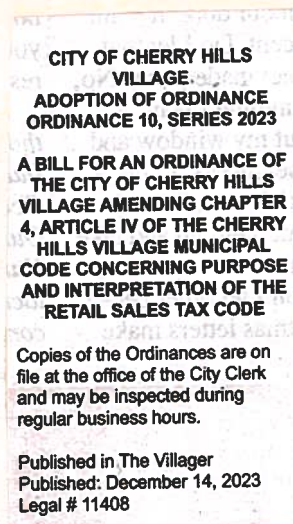 CITY OF CHERRY HILLS
VILLAGE.
ADOPTION OF ORDINANCE
ORDINANCE 10, SERIES 2023
A BILL FOR AN ORDINANCE OF
THE CITY OF CHERRY HILLS
VILLAGE AMENDING CHAPTER
4, ARTICLE IV OF THE CHERRY
HILLS VILLAGE MUNICIPAL
CODE CONCERNING PURPOSE
AND INTERPRETATION OF THE
RETAIL SALES TAX CODE
Copies of the Ordinances are on
file at the office of the City Clerk
and may be inspected during
regular business hours.
Published in The Villager
Published: December 14, 2023
Legal # 11408